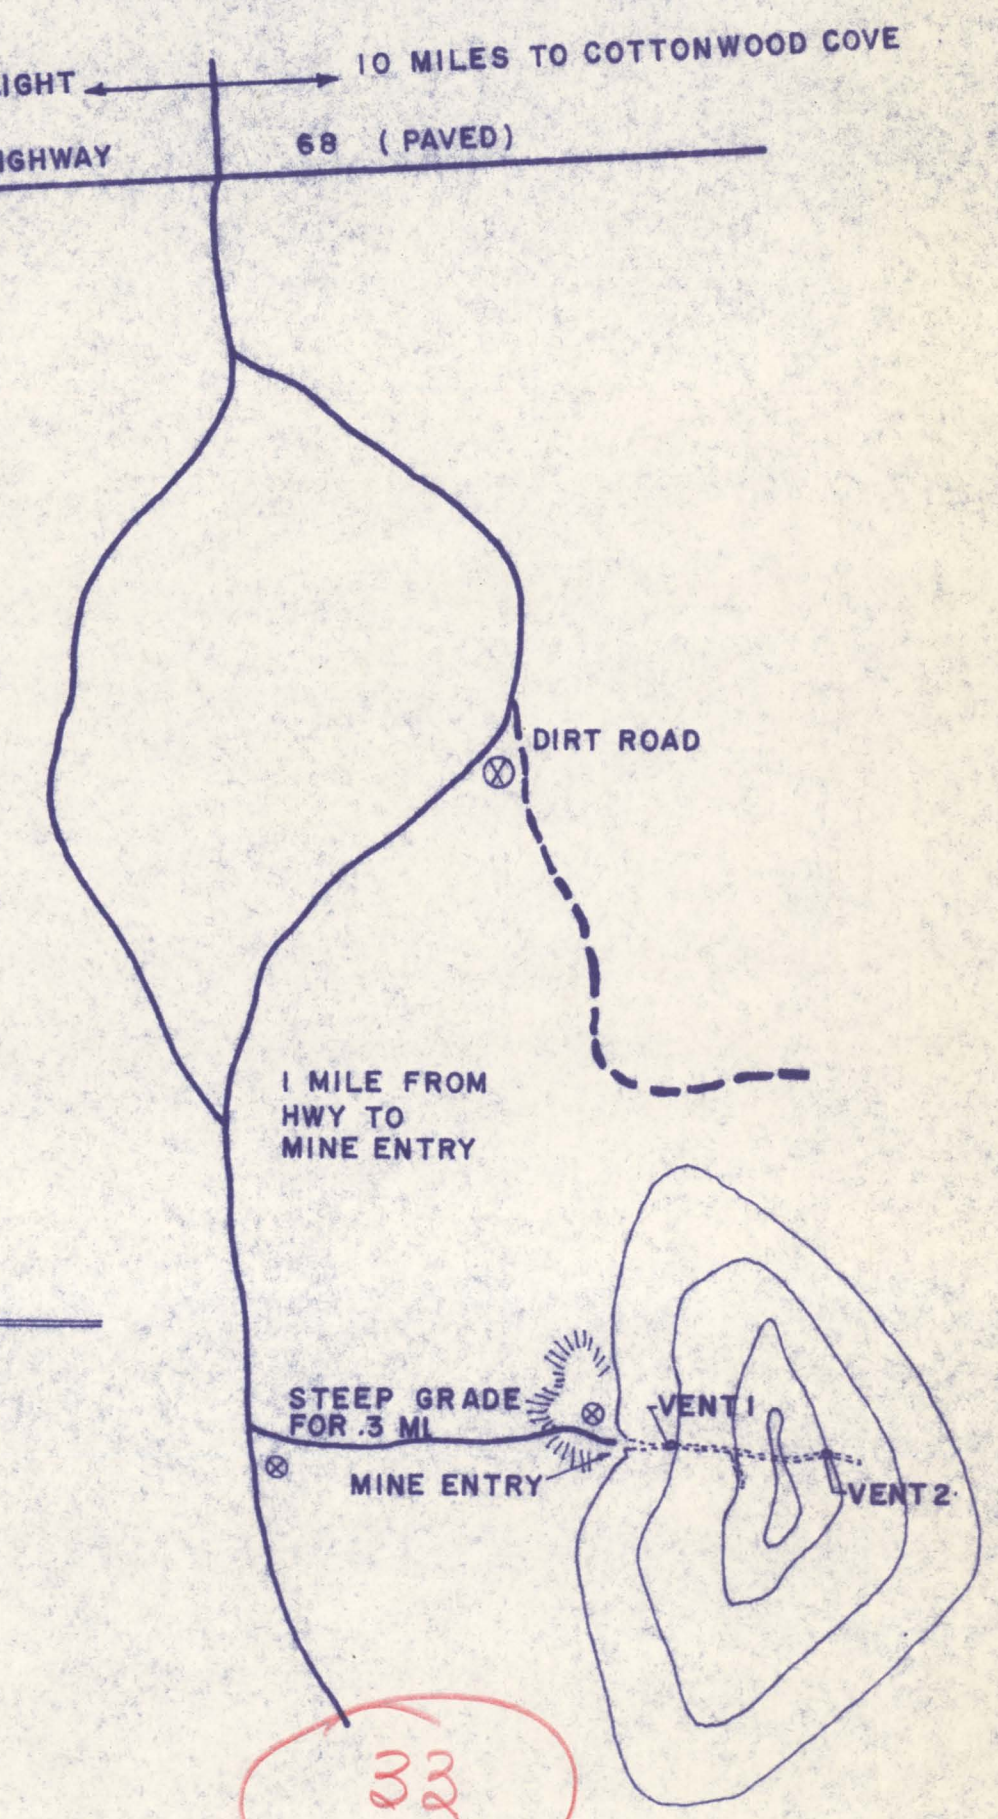 IGHT 10 MILES TO COTTONWOOD COVE
IGHWAY 68 (PAVED)
DIRT ROAD
1 MILE FROM
HWY TO
MINE ENTRY
STEEP GRADE
FOR .3 MI.
VENT 1
MINE ENTRY
VENT 2
33